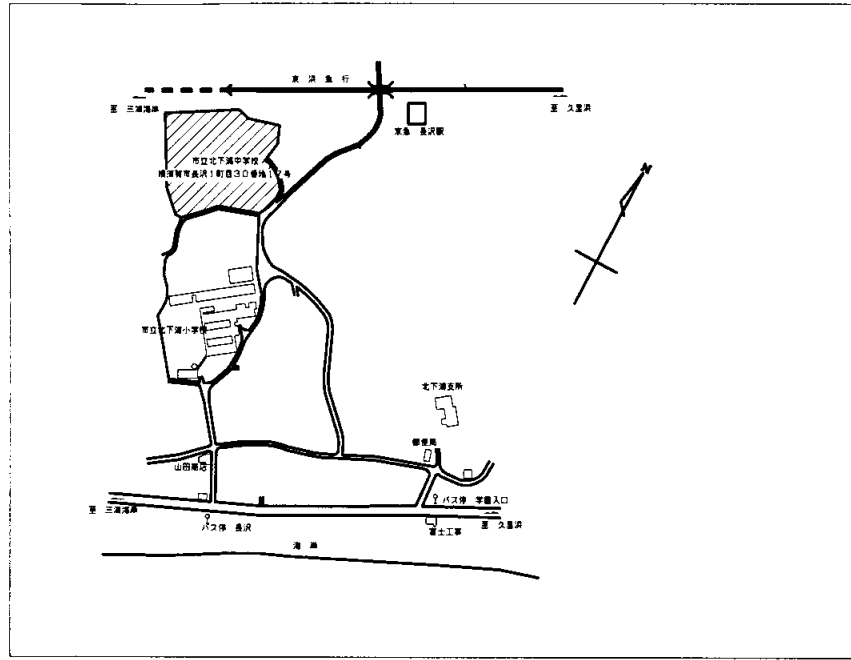 京浜急行
至 三浦海岸
至 久里浜
京急 長沢駅
市立北下浦中学校
横須賀市長沢1町目30番地17号
N
市立北下浦小学校
北下浦支所
郵便局
山田商店
バス停 学園入口
至 三浦海岸
至 久里浜
バス停 長沢
富士工事
海岸